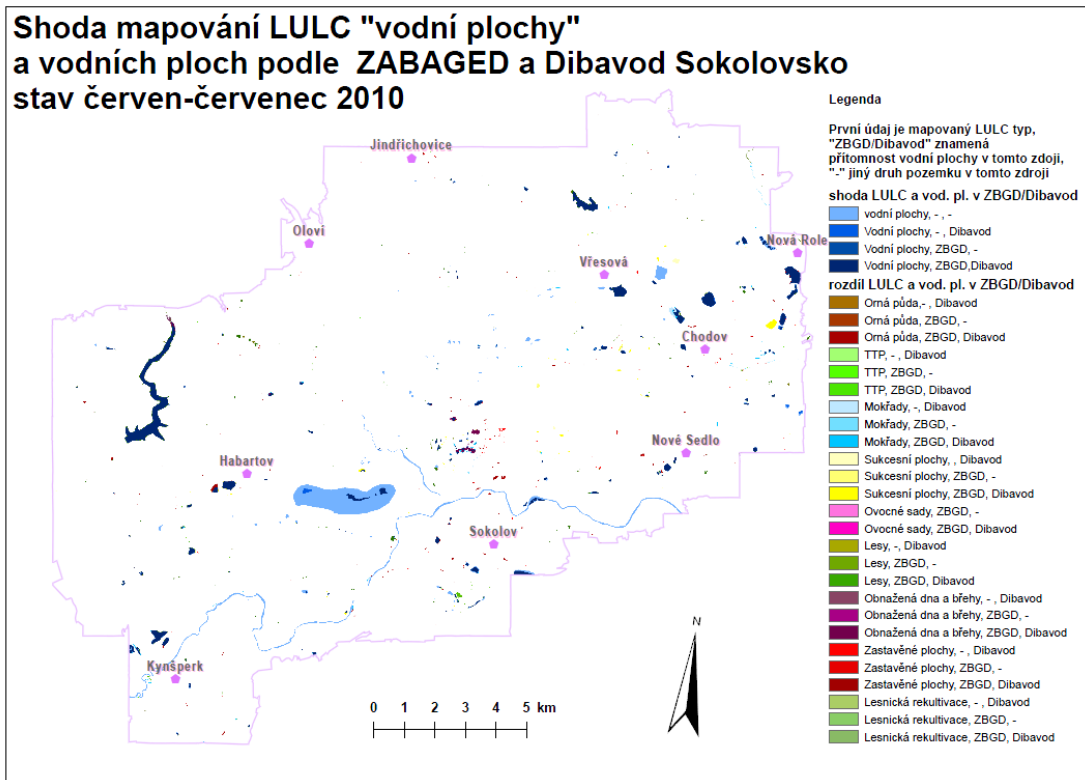 Shoda mapování LULC "vodní plochy"
a vodních ploch podle ZABAGED a Dibavod Sokolovsko
stav červen-červenec 2010
Jindřichovice
Oloví
Nová Role
Vřesová
Chodov
Nové Sedlo
Habartov
Sokolov
Kynšperk
0 1 2 3 4 5 km
N
Legenda
První údaj je mapovaný LULC typ,
"ZBGD/Dibavod" znamená
přítomnost vodní plochy v tomto zdoji,
"-" jiný druh pozemku v tomto zdroji
shoda LULC a vod. pl. v ZBGD/Dibavod
vodní plochy, - , -
Vodní plochy, - , Dibavod
Vodní plochy, ZBGD, -
Vodní plochy, ZBGD,Dibavod
rozdíl LULC a vod. pl. v ZBGD/Dibavod
Orná půda,- , Dibavod
Orná půda, ZBGD, -
Orná půda, ZBGD, Dibavod
TTP, - , Dibavod
TTP, ZBGD, -
TTP, ZBGD, Dibavod
Mokřady, -, Dibavod
Mokřady, ZBGD, -
Mokřady, ZBGD, Dibavod
Sukcesní plochy, , Dibavod
Sukcesní plochy, ZBGD, -
Sukcesní plochy, ZBGD, Dibavod
Ovocné sady, ZBGD, -
Ovocné sady, ZBGD, Dibavod
Lesy, -, Dibavod
Lesy, ZBGD, -
Lesy, ZBGD, Dibavod
Obnažená dna a břehy, - , Dibavod
Obnažená dna a břehy, ZBGD, -
Obnažená dna a břehy, ZBGD, Dibavod
Zastavěné plochy, - , Dibavod
Zastavěné plochy, ZBGD, -
Zastavěné plochy, ZBGD, Dibavod
Lesnická rekultivace, - , Dibavod
Lesnická rekultivace, ZBGD, -
Lesnická rekultivace, ZBGD, Dibavod